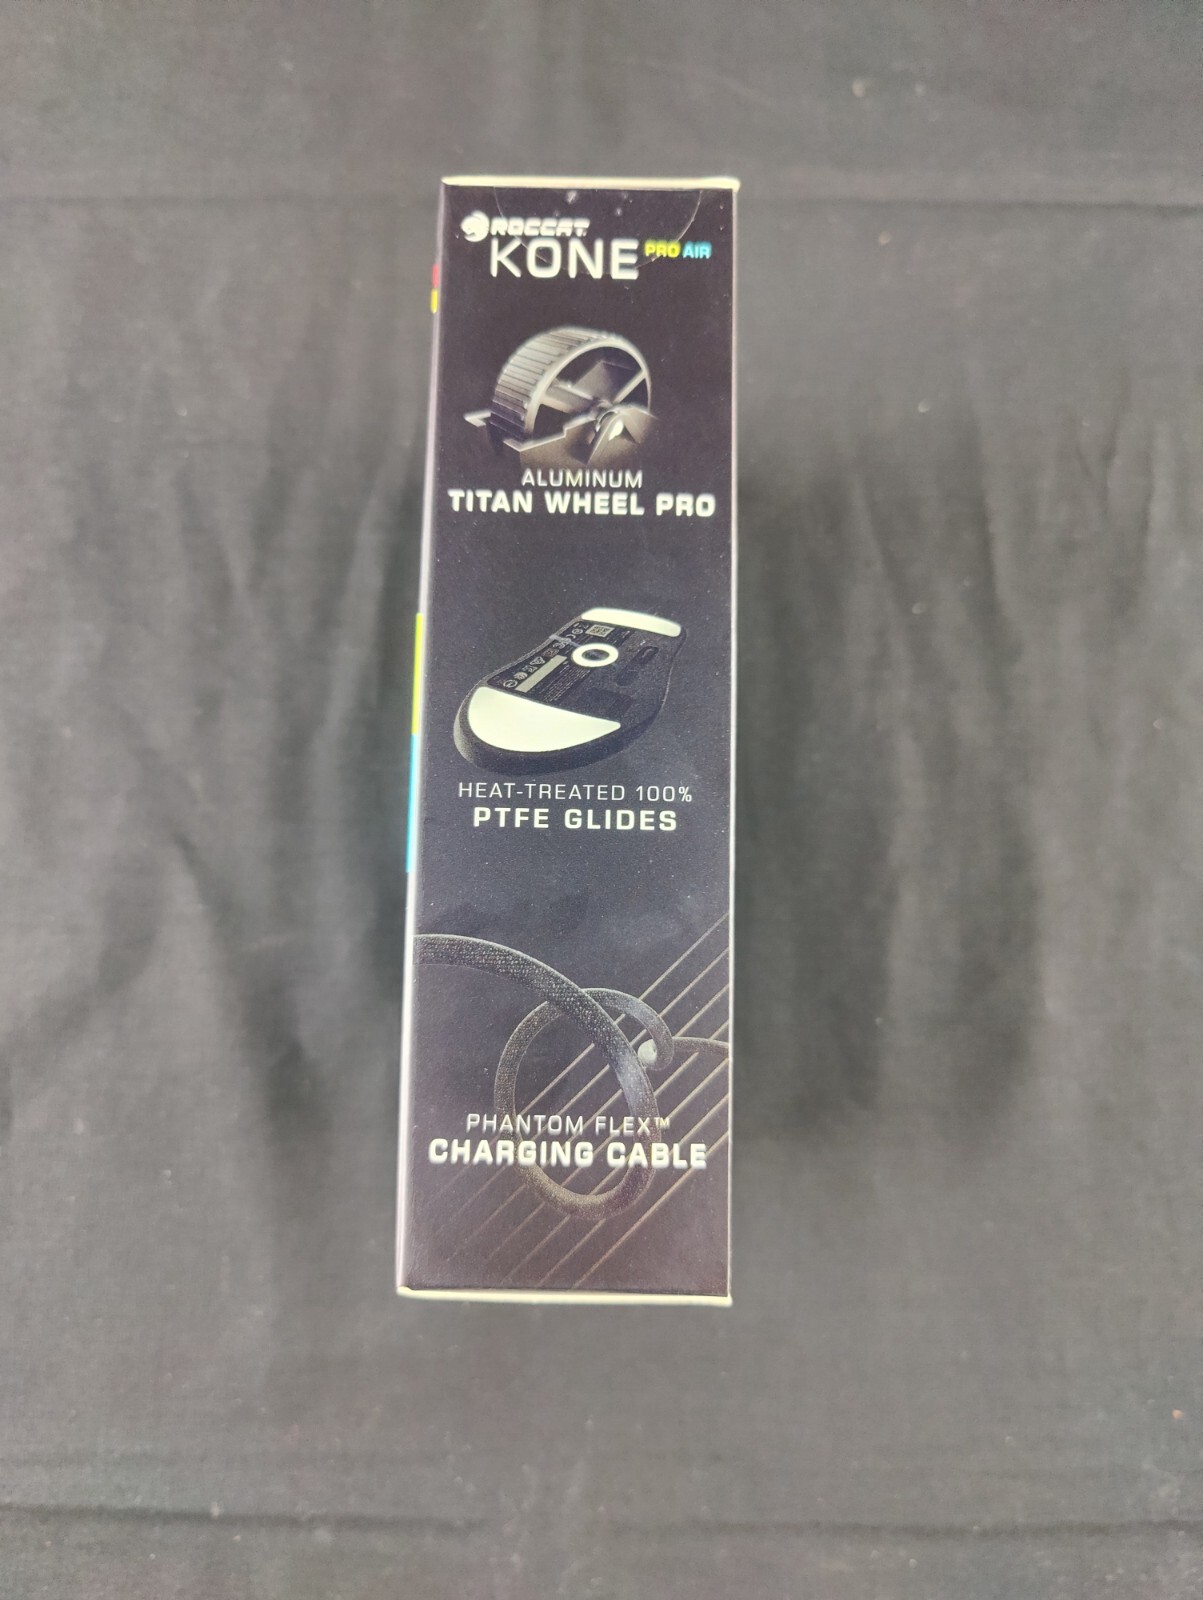 ROCCAT
KONE PRO AIR
ALUMINUM
TITAN WHEEL PRO
HEAT-TREATED 100%
PTFE GLIDES
PHANTOM FLEX™
CHARGING CABLE